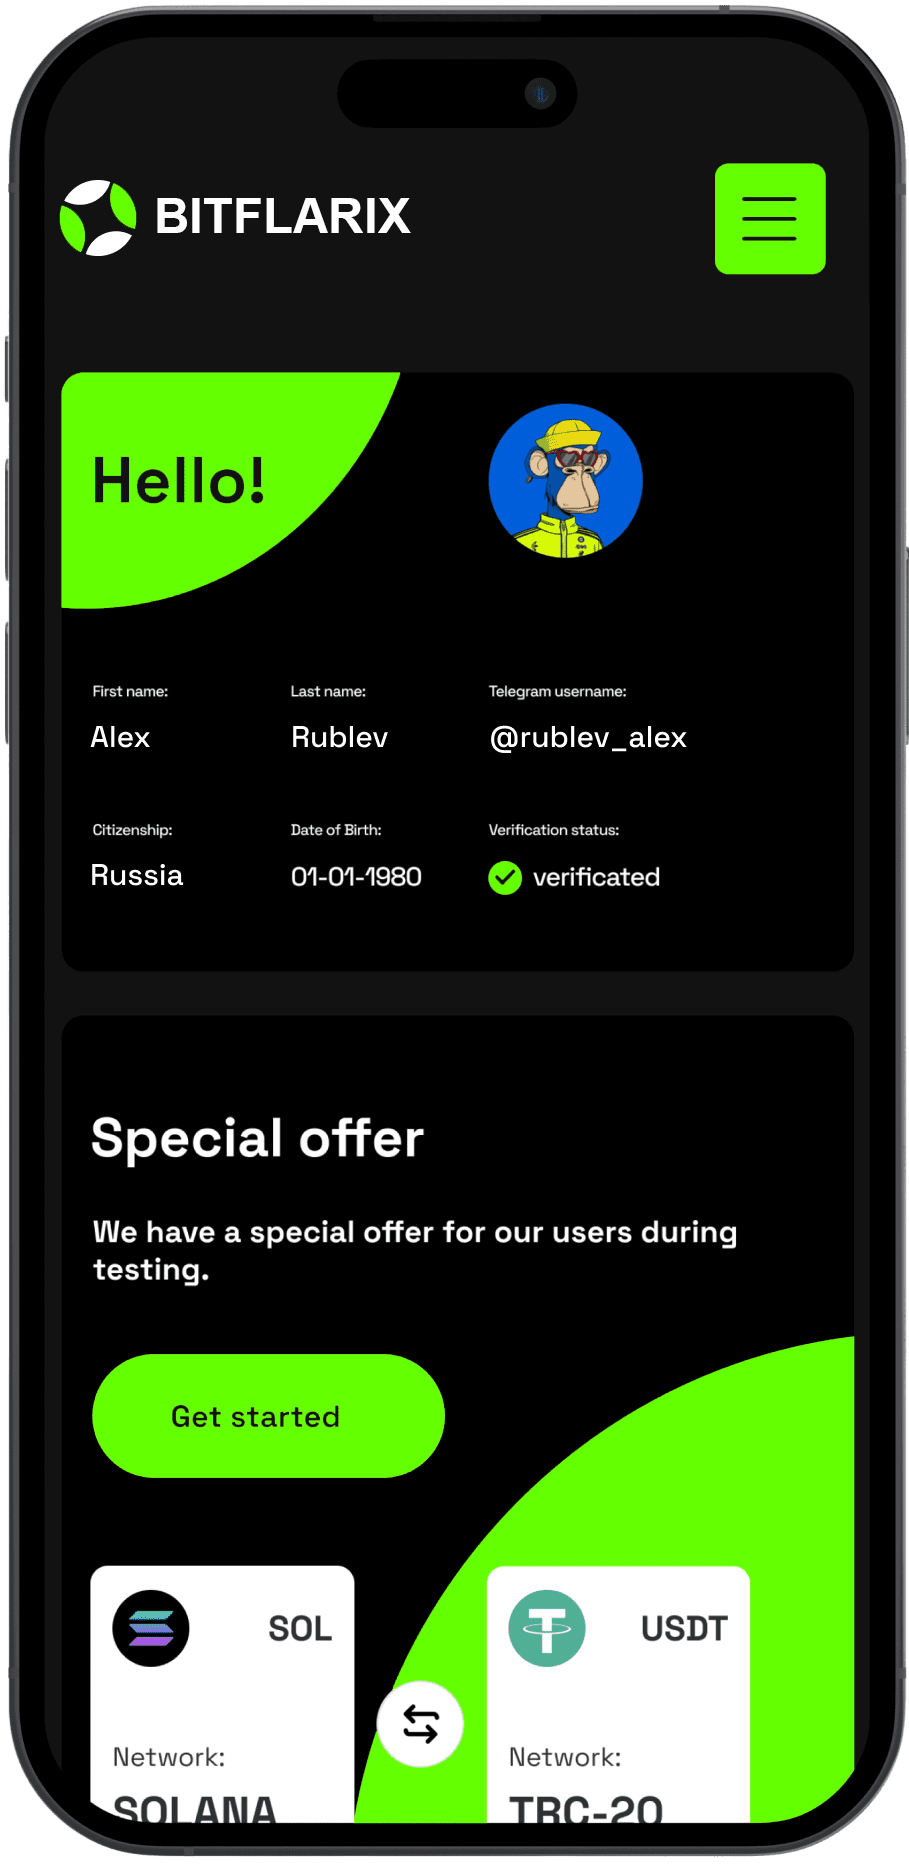 BITFLARIX
Hello!
First name:
Last name:
Telegram username:
Alex
Rublev
@rublev_alex
Citizenship:
Date of Birth:
Verification status:
Russia
01-01-1980
verificated
Special offer
We have a special offer for our users during
testing.
Get started
SOL
USDT
Network:
Network:
SOLANA
TRC-20